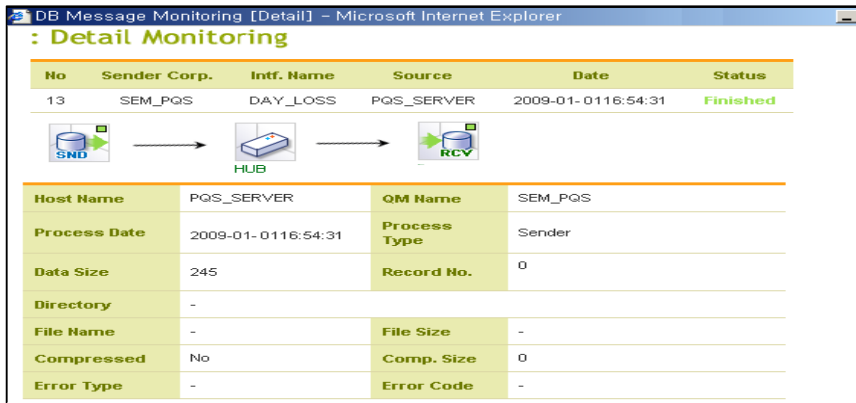 DB Message Monitoring [Detail] - Microsoft Internet Explorer
: Detail Monitoring
No Sender Corp. Intf. Name Source Date Status
13 SEM_PQS DAY_LOSS PQS_SERVER 2009-01-0116:54:31 Finished
SND HUB RCV
Host Name PQS_SERVER QM Name SEM_PQS
Process Date 2009-01-0116:54:31 Process Type Sender
Data Size 245 Record No. 0
Directory -
File Name - File Size -
Compressed No Comp. Size 0
Error Type - Error Code -